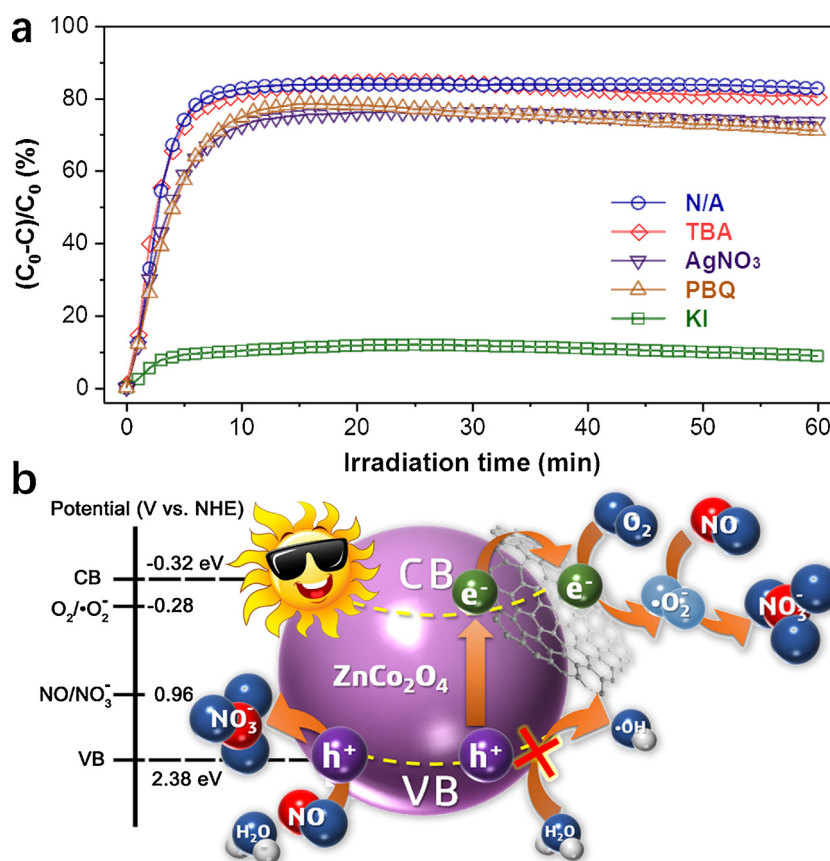 a
100
80
60
40
20
0
(C₀-C)/C₀ (%)
N/A
TBA
AgNO₃
PBQ
KI
0 10 20 30 40 50 60
Irradiation time (min)
b
Potential (V vs. NHE)
-0.32 eV
CB
O₂/•O₂⁻ -0.28
NO/NO₃⁻ 0.96
VB
2.38 eV
CB
e⁻
e⁻
O₂
NO
•O₂⁻
NO₃⁻
ZnCo₂O₄
NO₃⁻
h⁺
h⁺
•OH
VB
NO
H₂O
H₂O